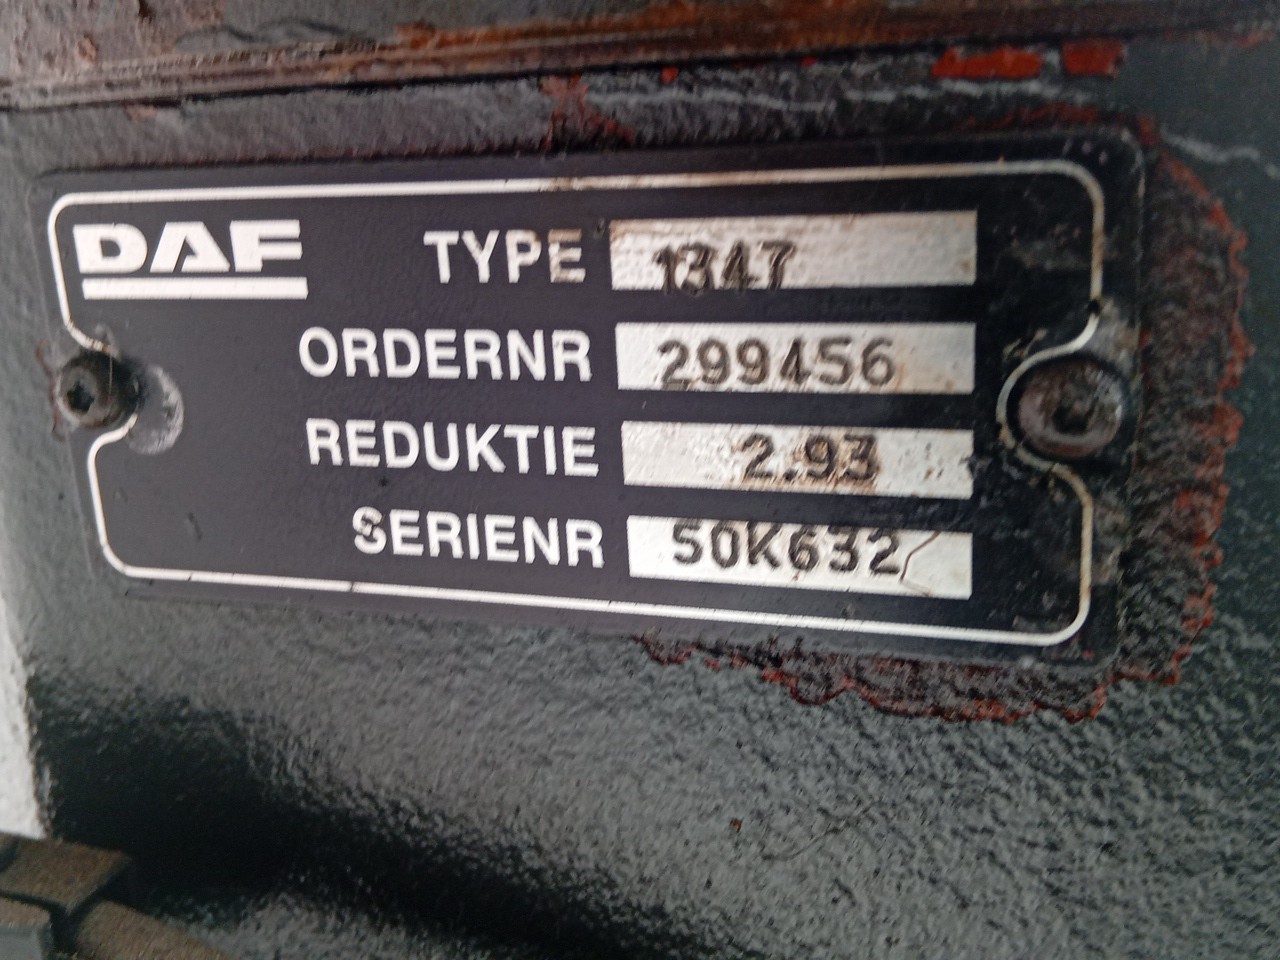 DAF TYPE 1347
ORDERNR 299456
REDUKTIE 2.93
SERIENR 50K632